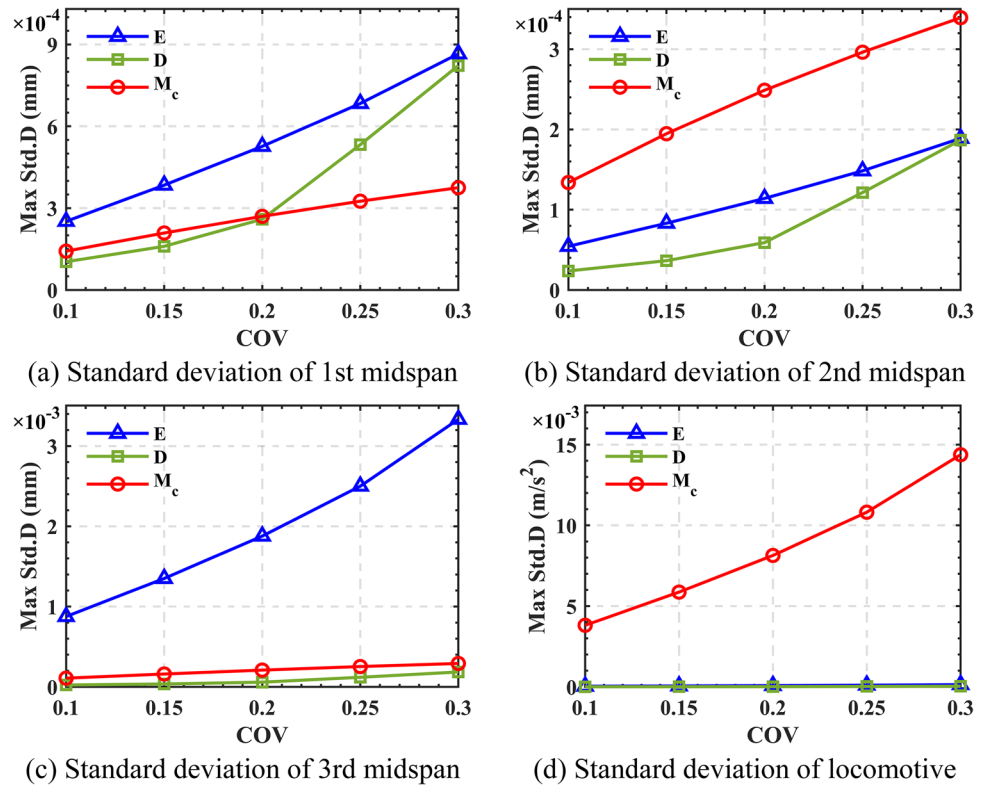 ×10⁻⁴
9
6
3
0
Max Std.D (mm)
E
D
M_c
0.1 0.15 0.2 0.25 0.3
COV
(a) Standard deviation of 1st midspan
×10⁻⁴
3
2
1
0
Max Std.D (mm)
E
D
M_c
0.1 0.15 0.2 0.25 0.3
COV
(b) Standard deviation of 2nd midspan
×10⁻³
3
2
1
0
Max Std.D (mm)
E
D
M_c
0.1 0.15 0.2 0.25 0.3
COV
(c) Standard deviation of 3rd midspan
×10⁻³
15
10
5
0
Max Std.D (m/s²)
E
D
M_c
0.1 0.15 0.2 0.25 0.3
COV
(d) Standard deviation of locomotive